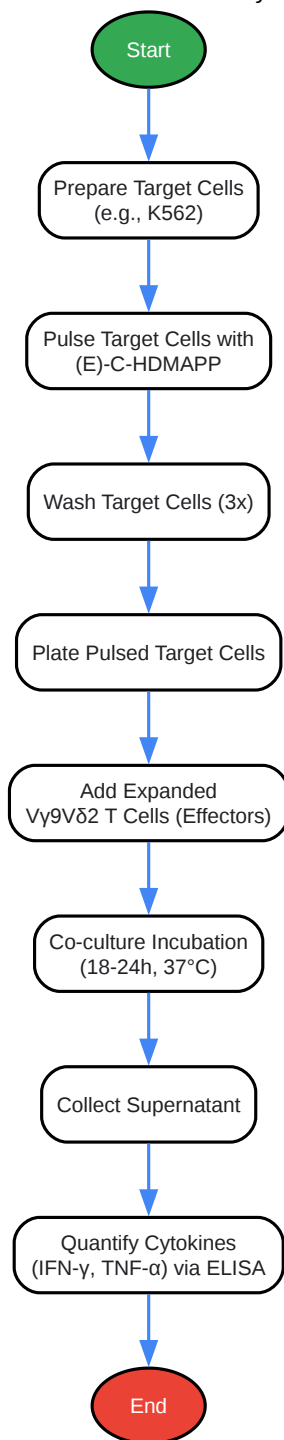 Start
Prepare Target Cells
(e.g., K562)
Pulse Target Cells with
(E)-C-HDMAPP
Wash Target Cells (3x)
Plate Pulsed Target Cells
Add Expanded
Vγ9Vδ2 T Cells (Effectors)
Co-culture Incubation
(18-24h, 37°C)
Collect Supernatant
Quantify Cytokines
(IFN-γ, TNF-α) via ELISA
End